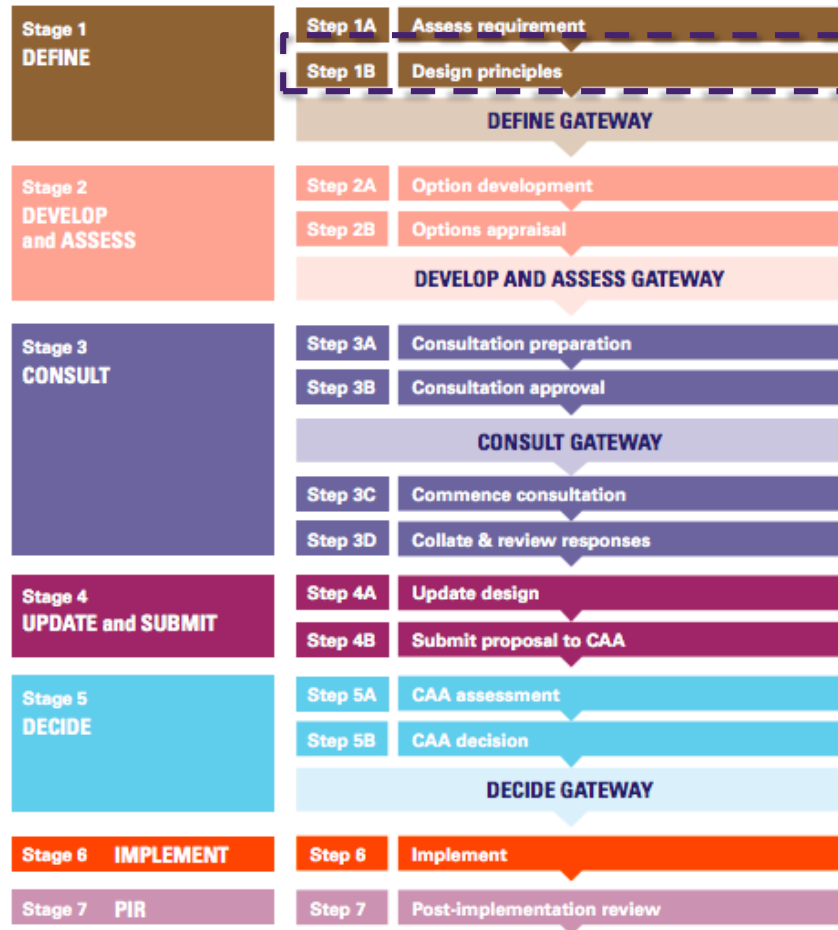 Stage 1
DEFINE
Step 1A Assess requirement
Step 1B Design principles
DEFINE GATEWAY
Stage 2
DEVELOP
and ASSESS
Step 2A Option development
Step 2B Options appraisal
DEVELOP AND ASSESS GATEWAY
Stage 3
CONSULT
Step 3A Consultation preparation
Step 3B Consultation approval
CONSULT GATEWAY
Step 3C Commence consultation
Step 3D Collate & review responses
Stage 4
UPDATE and SUBMIT
Step 4A Update design
Step 4B Submit proposal to CAA
Stage 5
DECIDE
Step 5A CAA assessment
Step 5B CAA decision
DECIDE GATEWAY
Stage 6 IMPLEMENT Step 6 Implement
Stage 7 PIR Step 7 Post-implementation review